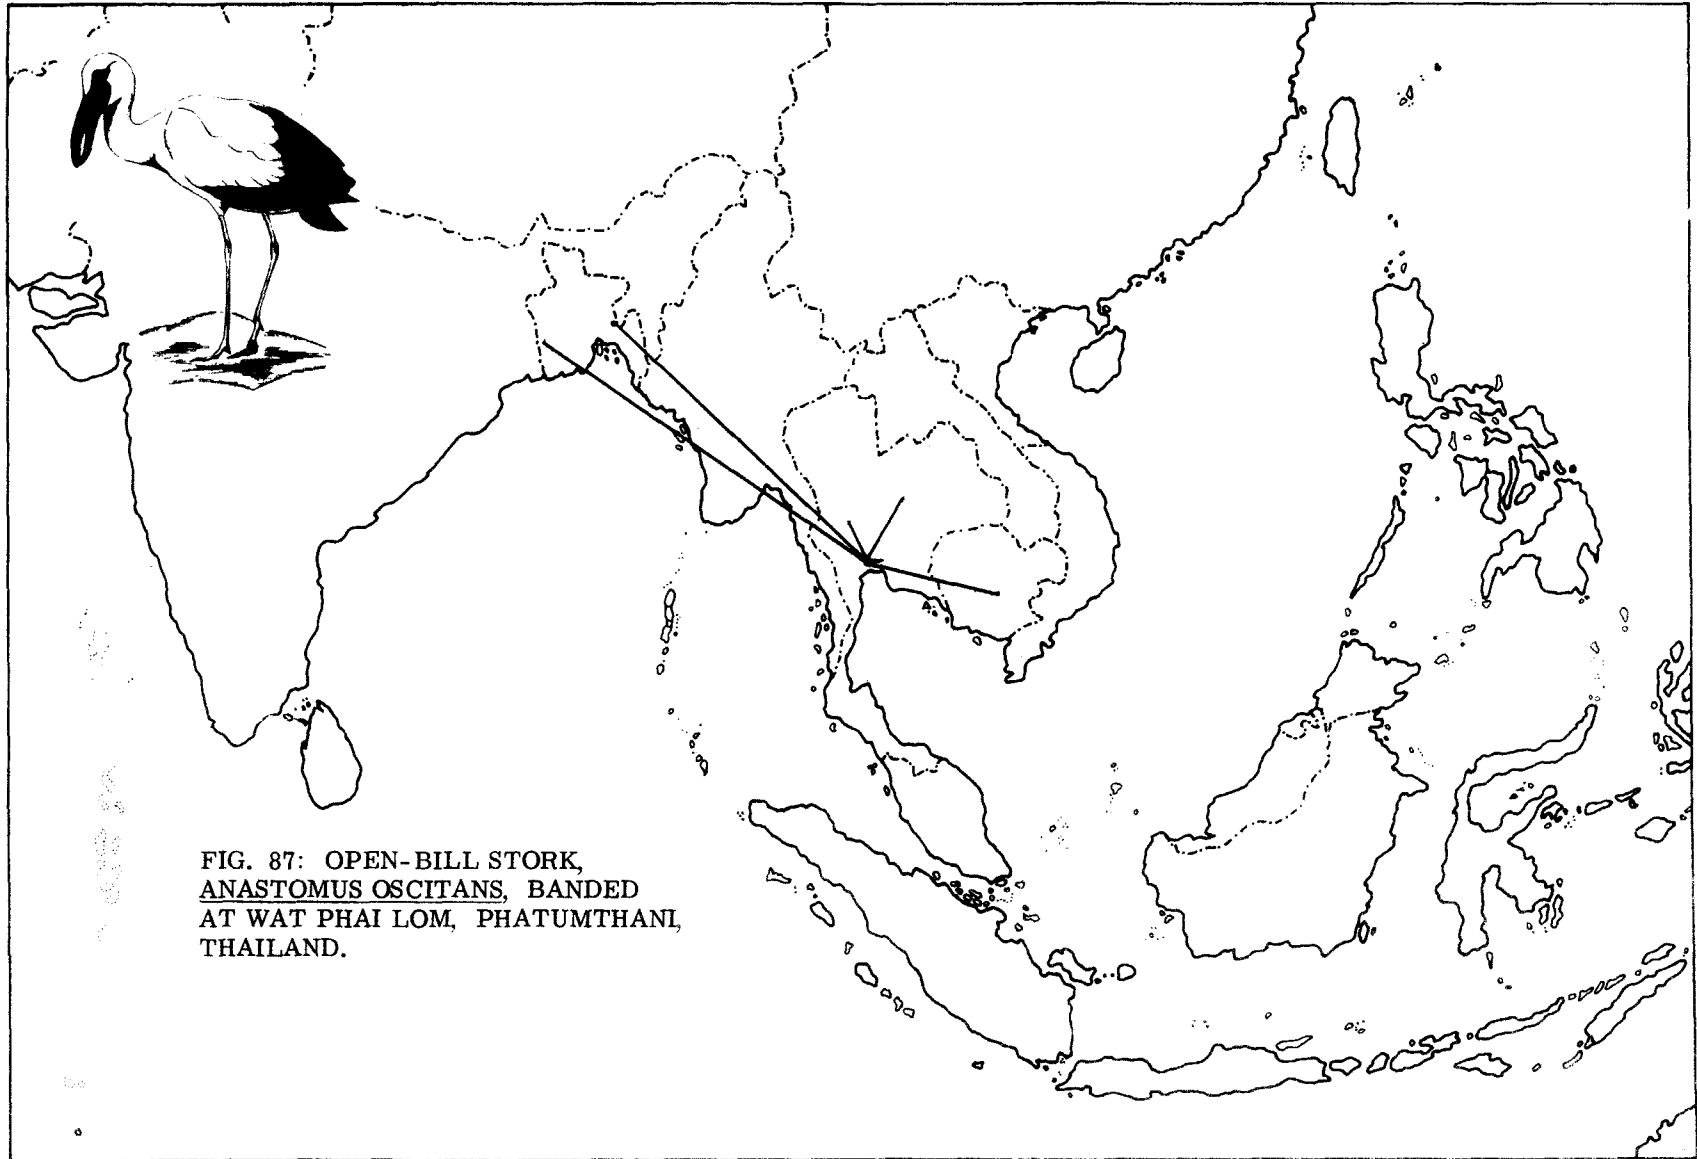 FIG. 87: OPEN-BILL STORK,
ANASTOMUS OSCITANS, BANDED
AT WAT PHAI LOM, PHATUMTHANI,
THAILAND.